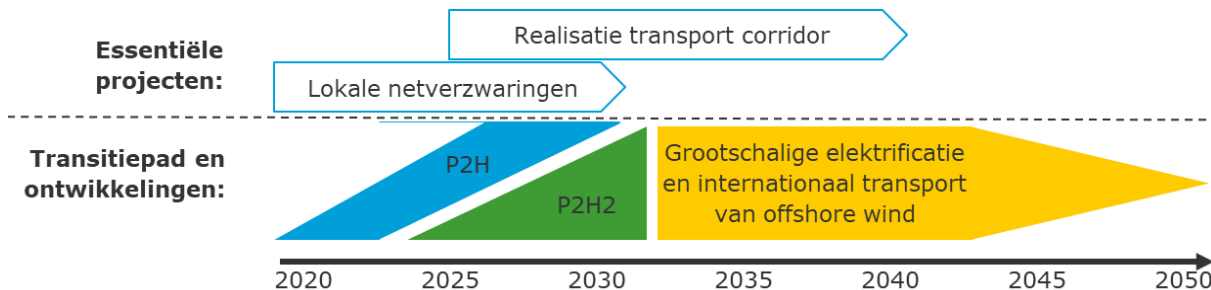 Essentiële
projecten:
Realisatie transport corridor
Lokale netverzwaringen
Transitiepad en
ontwikkelingen:
P2H
P2H2
Grootschalige elektrificatie
en internationaal transport
van offshore wind
2020 2025 2030 2035 2040 2045 2050